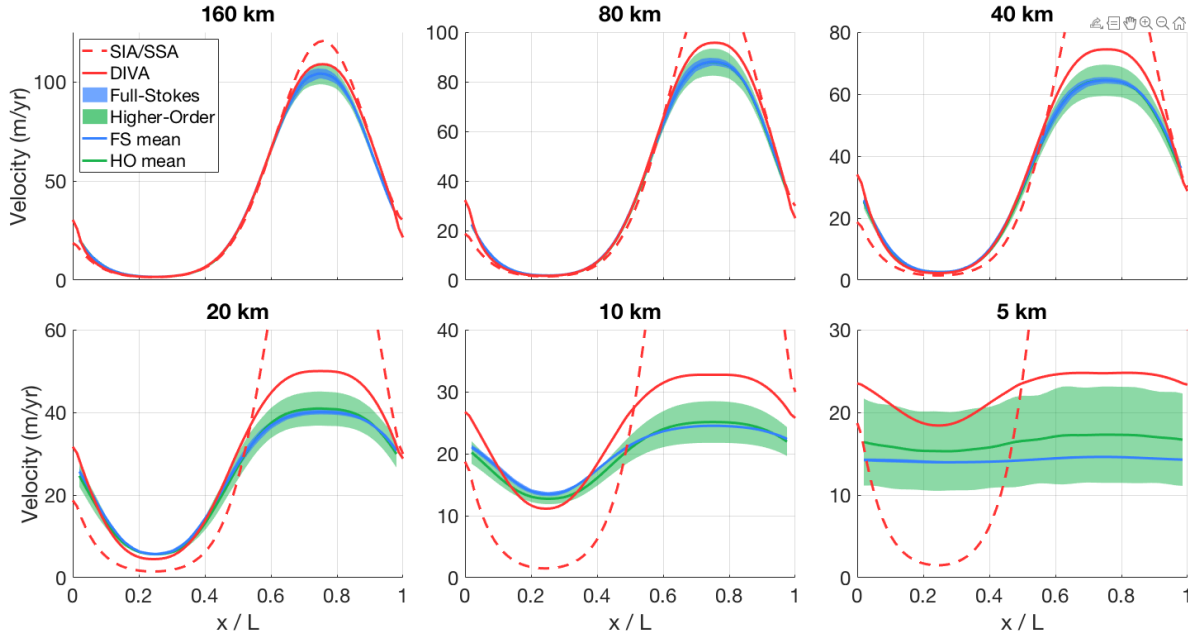 160 km
80 km
40 km
Velocity (m/yr)
100
50
0
SIA/SSA
DIVA
Full-Stokes
Higher-Order
FS mean
HO mean
100
80
60
40
20
0
80
60
40
20
0
20 km
10 km
5 km
Velocity (m/yr)
60
40
20
0
0 0.2 0.4 0.6 0.8 1
x / L
40
30
20
10
0
0 0.2 0.4 0.6 0.8 1
x / L
30
20
10
0
0 0.2 0.4 0.6 0.8 1
x / L